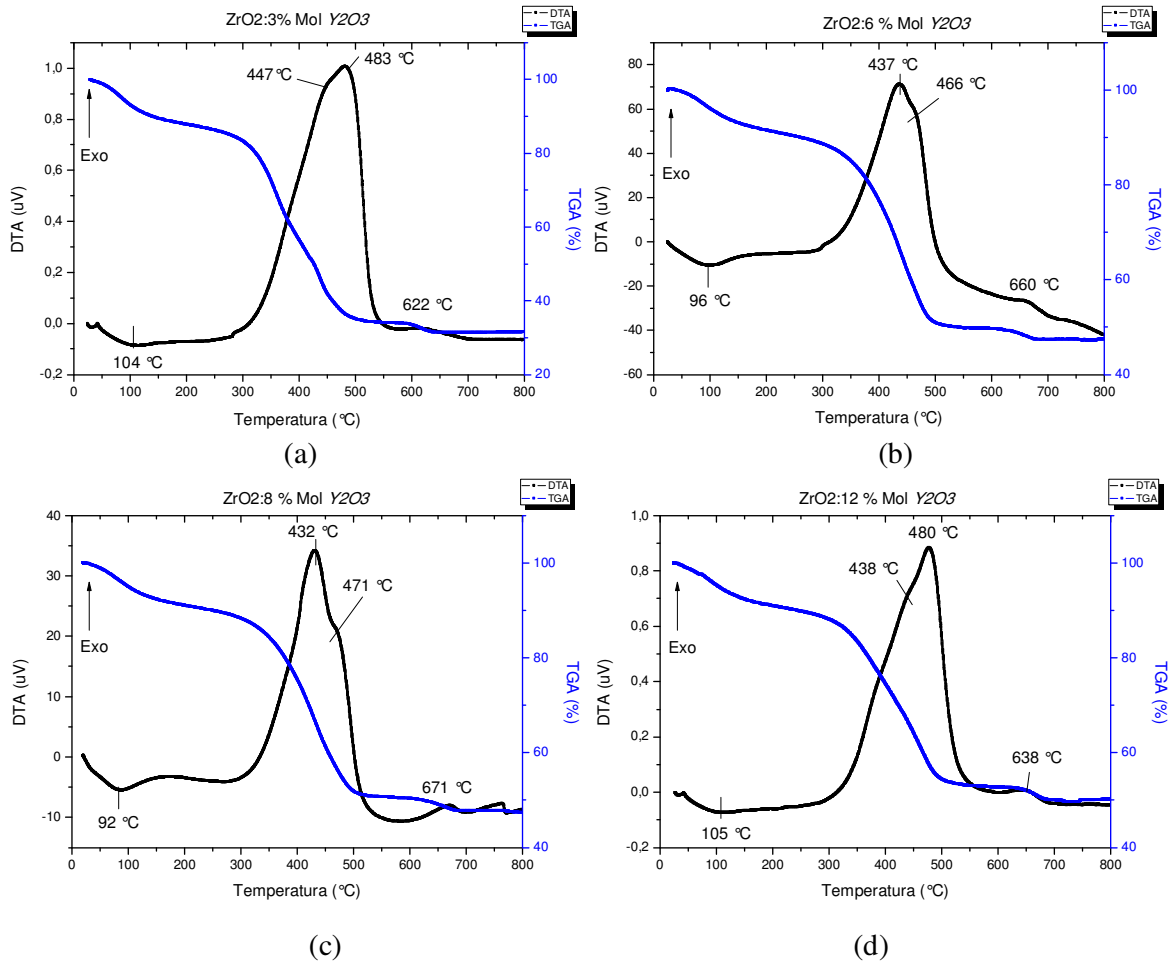 ZrO2:3% Mol Y2O3
DTA
TGA
1,0
0,8
0,6
0,4
0,2
0,0
-0,2
DTA (uV)
100
80
60
40
20
TGA (%)
Exo
447 °C
483 °C
622 °C
104 °C
0 100 200 300 400 500 600 700 800
Temperatura (°C)
(a)
ZrO2:6 % Mol Y2O3
DTA
TGA
80
60
40
20
0
-20
-40
-60
DTA (uV)
100
80
60
40
TGA (%)
Exo
437 °C
466 °C
660 °C
96 °C
0 100 200 300 400 500 600 700 800
Temperatura (°C)
(b)
ZrO2:8 % Mol Y2O3
DTA
TGA
40
30
20
10
0
-10
DTA (uV)
100
80
60
40
TGA (%)
Exo
432 °C
471 °C
671 °C
92 °C
0 100 200 300 400 500 600 700 800
Temperatura (°C)
(c)
ZrO2:12 % Mol Y2O3
DTA
TGA
1,0
0,8
0,6
0,4
0,2
0,0
-0,2
DTA (uV)
100
80
60
40
TGA (%)
Exo
480 °C
438 °C
638 °C
105 °C
0 100 200 300 400 500 600 700 800
Temperatura (°C)
(d)